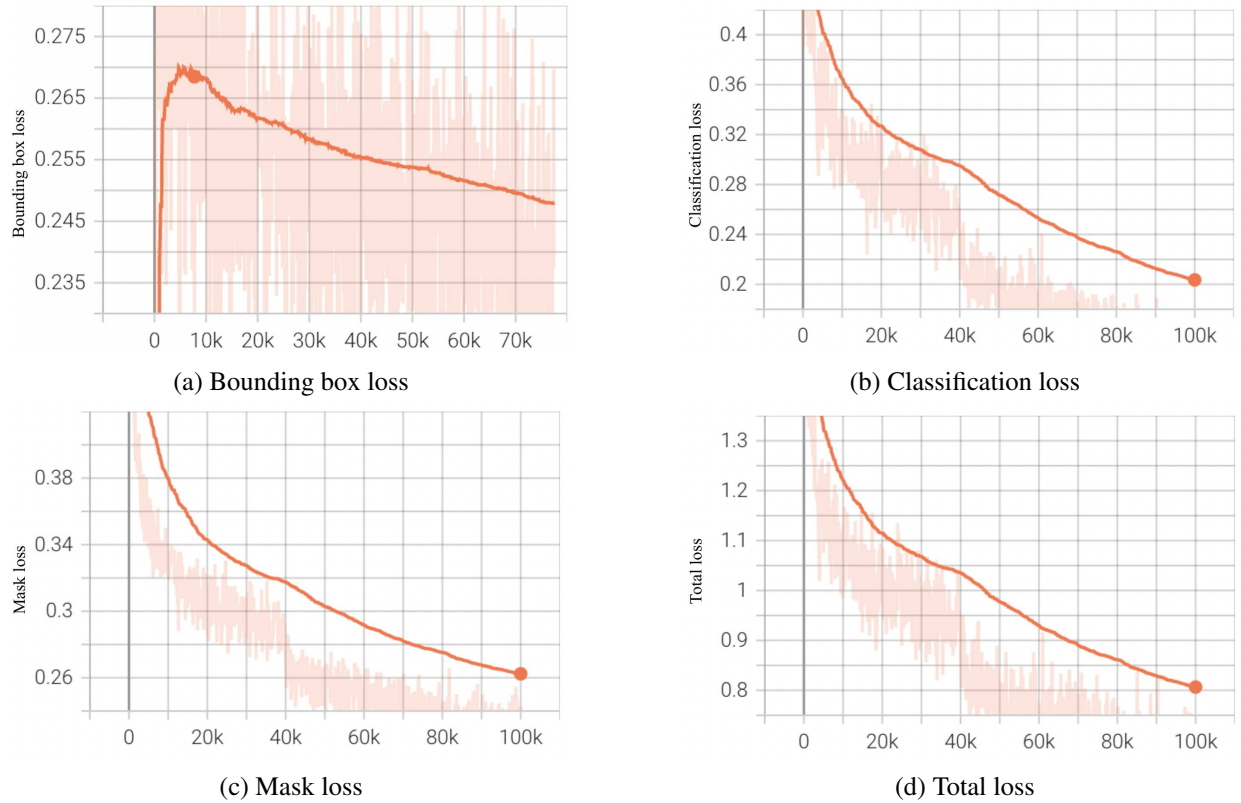 0.275
0.265
0.255
0.245
0.235
Bounding box loss
0 10k 20k 30k 40k 50k 60k 70k
(a) Bounding box loss
0.4
0.36
0.32
0.28
0.24
0.2
Classification loss
0 20k 40k 60k 80k 100k
(b) Classification loss
0.38
0.34
0.3
0.26
Mask loss
0 20k 40k 60k 80k 100k
(c) Mask loss
1.3
1.2
1.1
1
0.9
0.8
Total loss
0 20k 40k 60k 80k 100k
(d) Total loss